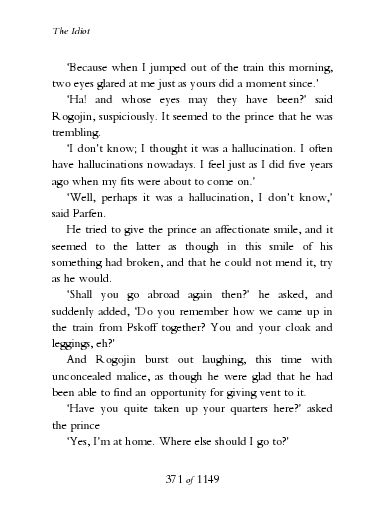 The Idiot
‘Because when I jumped out of the train this morning,
two eyes glared at me just as yours did a moment since.’
‘Ha! and whose eyes may they have been?’ said
Rogojin, suspiciously. It seemed to the prince that he was
trembling.
‘I don’t know; I thought it was a hallucination. I often
have hallucinations nowadays. I feel just as I did five years
ago when my fits were about to come on.’
‘Well, perhaps it was a hallucination, I don’t know,’
said Parfen.
He tried to give the prince an affectionate smile, and it
seemed to the latter as though in this smile of his
something had broken, and that he could not mend it, try
as he would.
‘Shall you go abroad again then?’ he asked, and
suddenly added, ‘Do you remember how we came up in
the train from Pskoff together? You and your cloak and
leggings, eh?’
And Rogojin burst out laughing, this time with
unconcealed malice, as though he were glad that he had
been able to find an opportunity for giving vent to it.
‘Have you quite taken up your quarters here?’ asked
the prince
‘Yes, I’m at home. Where else should I go to?’
371 of 1149